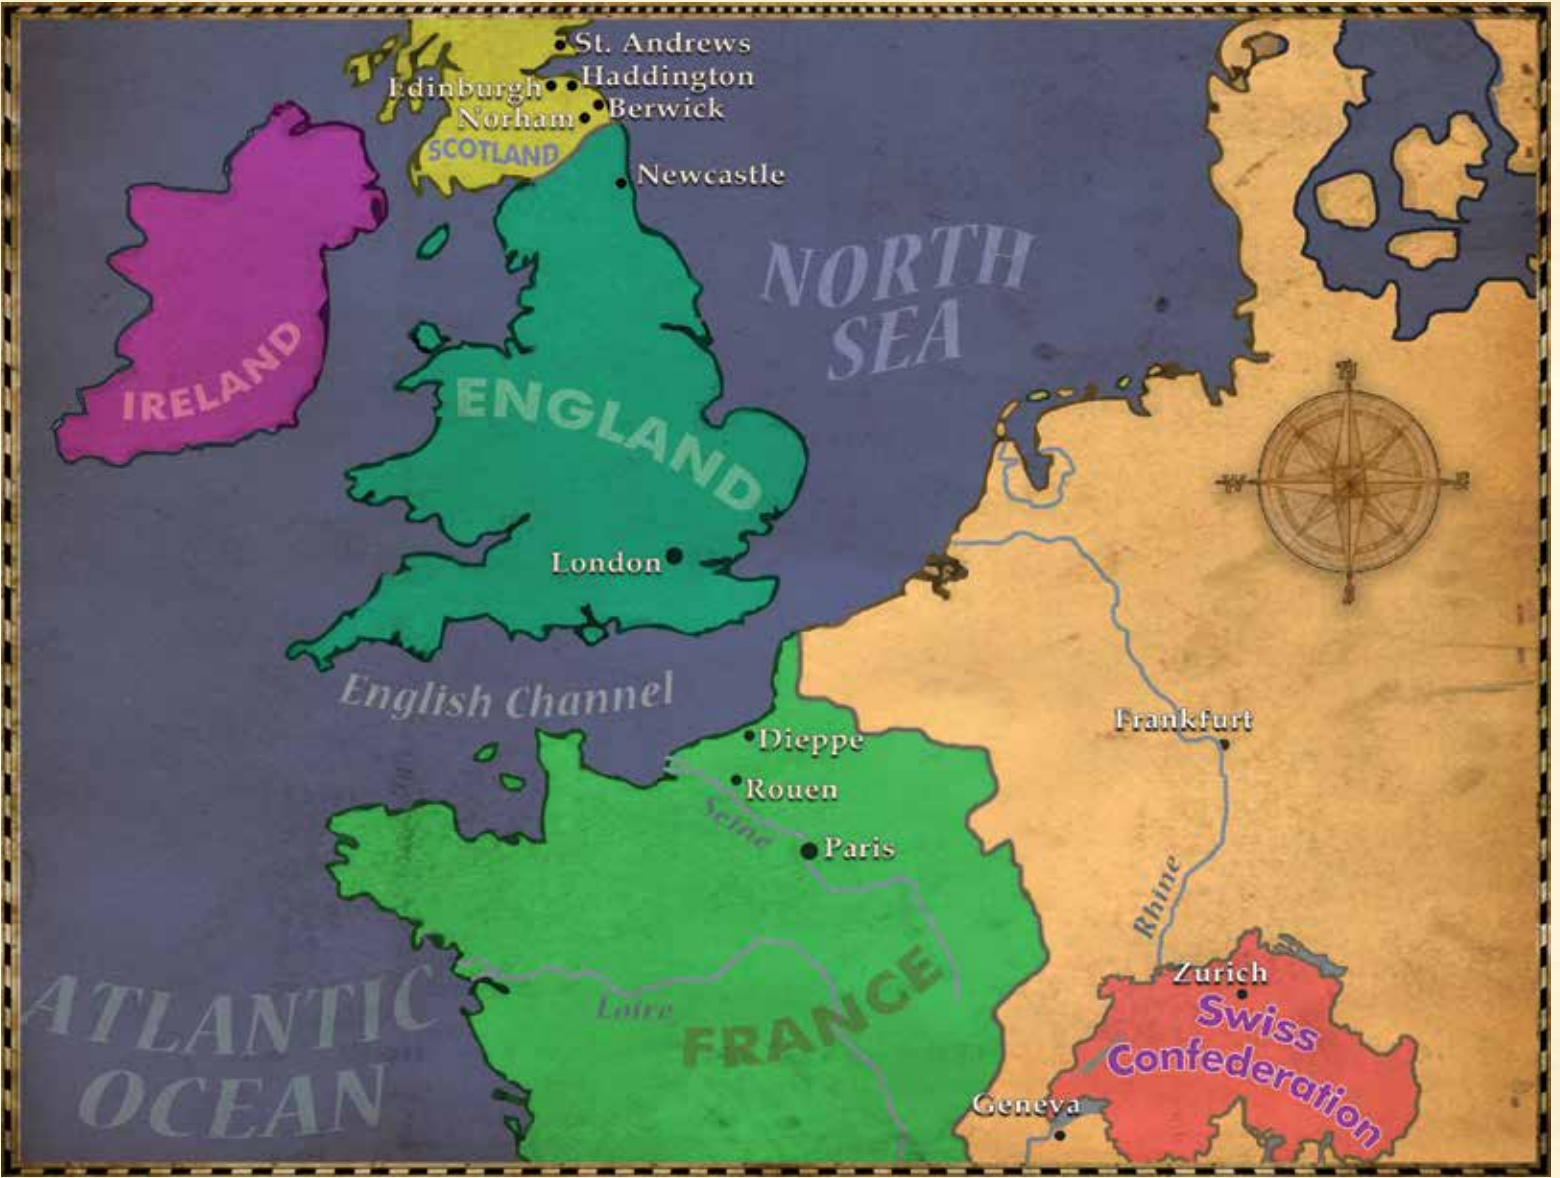 St. Andrews
Haddington
Edinburgh
Berwick
Norham
SCOTLAND
Newcastle
NORTH
SEA
IRELAND
ENGLAND
London
English Channel
Frankfurt
Dieppe
Rouen
Seine
Paris
Rhine
ATLANTIC
OCEAN
Loire
FRANCE
Zurich
Swiss
Confederation
Geneva